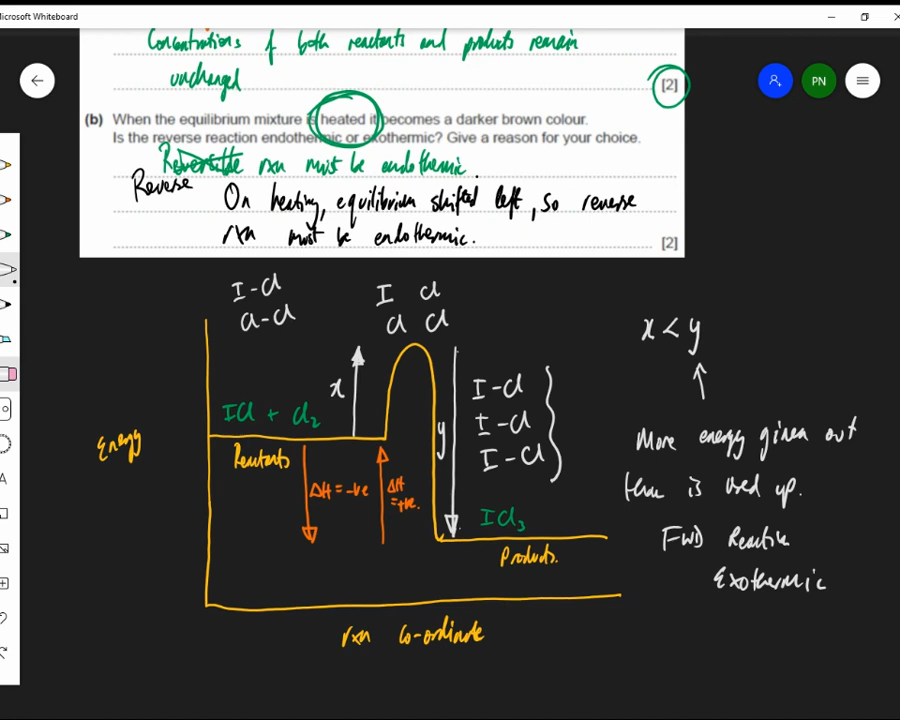 Microsoft Whiteboard
Concentrations of both reactants and products remain
unchanged
[2]
PN
(b) When the equilibrium mixture is heated it becomes a darker brown colour.
Is the reverse reaction endothermic or exothermic? Give a reason for your choice.
Reversible rxn must be endothermic.
Reverse
On heating, equilibrium shifted left, so reverse
rxn must be endothermic.
[2]
I-Cl
Cl-Cl
I Cl
Cl Cl
x < y
x
y
I-Cl
I-Cl
I-Cl
ICl + Cl2
Energy
Reactants
ΔH = -ve
ΔH = +ve.
More energy given out
than is used up.
ICl3
FWD Reaction
Exothermic
Products.
rxn co-ordinate